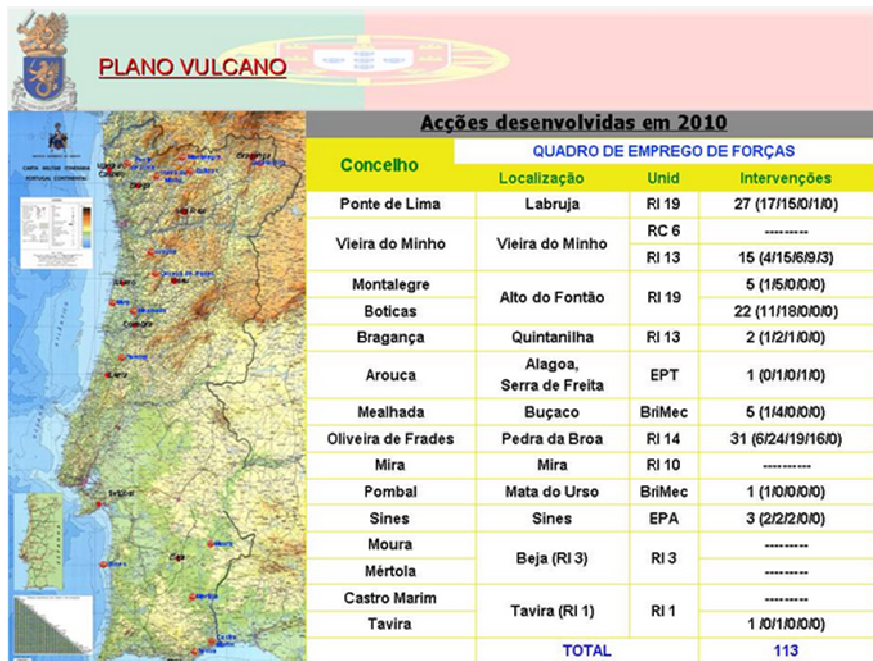 PLANO VULCANO
Acções desenvolvidas em 2010
Concelho
QUADRO DE EMPREGO DE FORÇAS
Localização Unid Intervenções
Ponte de Lima Labruja RI 19 27 (17/15/0/1/0)
Vieira do Minho Vieira do Minho RC 6 ---------
RI 13 15 (4/15/6/9/3)
Montalegre Alto do Fontão RI 19 5 (1/5/0/0/0)
Boticas 22 (11/18/0/0/0)
Bragança Quintanilha RI 13 2 (1/2/1/0/0)
Arouca Alagoa,
Serra de Freita EPT 1 (0/1/0/1/0)
Mealhada Buçaco BriMec 5 (1/4/0/0/0)
Oliveira de Frades Pedra da Broa RI 14 31 (6/24/19/16/0)
Mira Mira RI 10 ----------
Pombal Mata do Urso BriMec 1 (1/0/0/0/0)
Sines Sines EPA 3 (2/2/2/0/0)
Moura Beja (RI 3) RI 3 ---------
Mértola ---------
Castro Marim Tavira (RI 1) RI 1 ---------
Tavira 1 /0/1/0/0/0)
TOTAL 113
CARTA MILITAR ITINERÁRIA
PORTUGAL CONTINENTAL